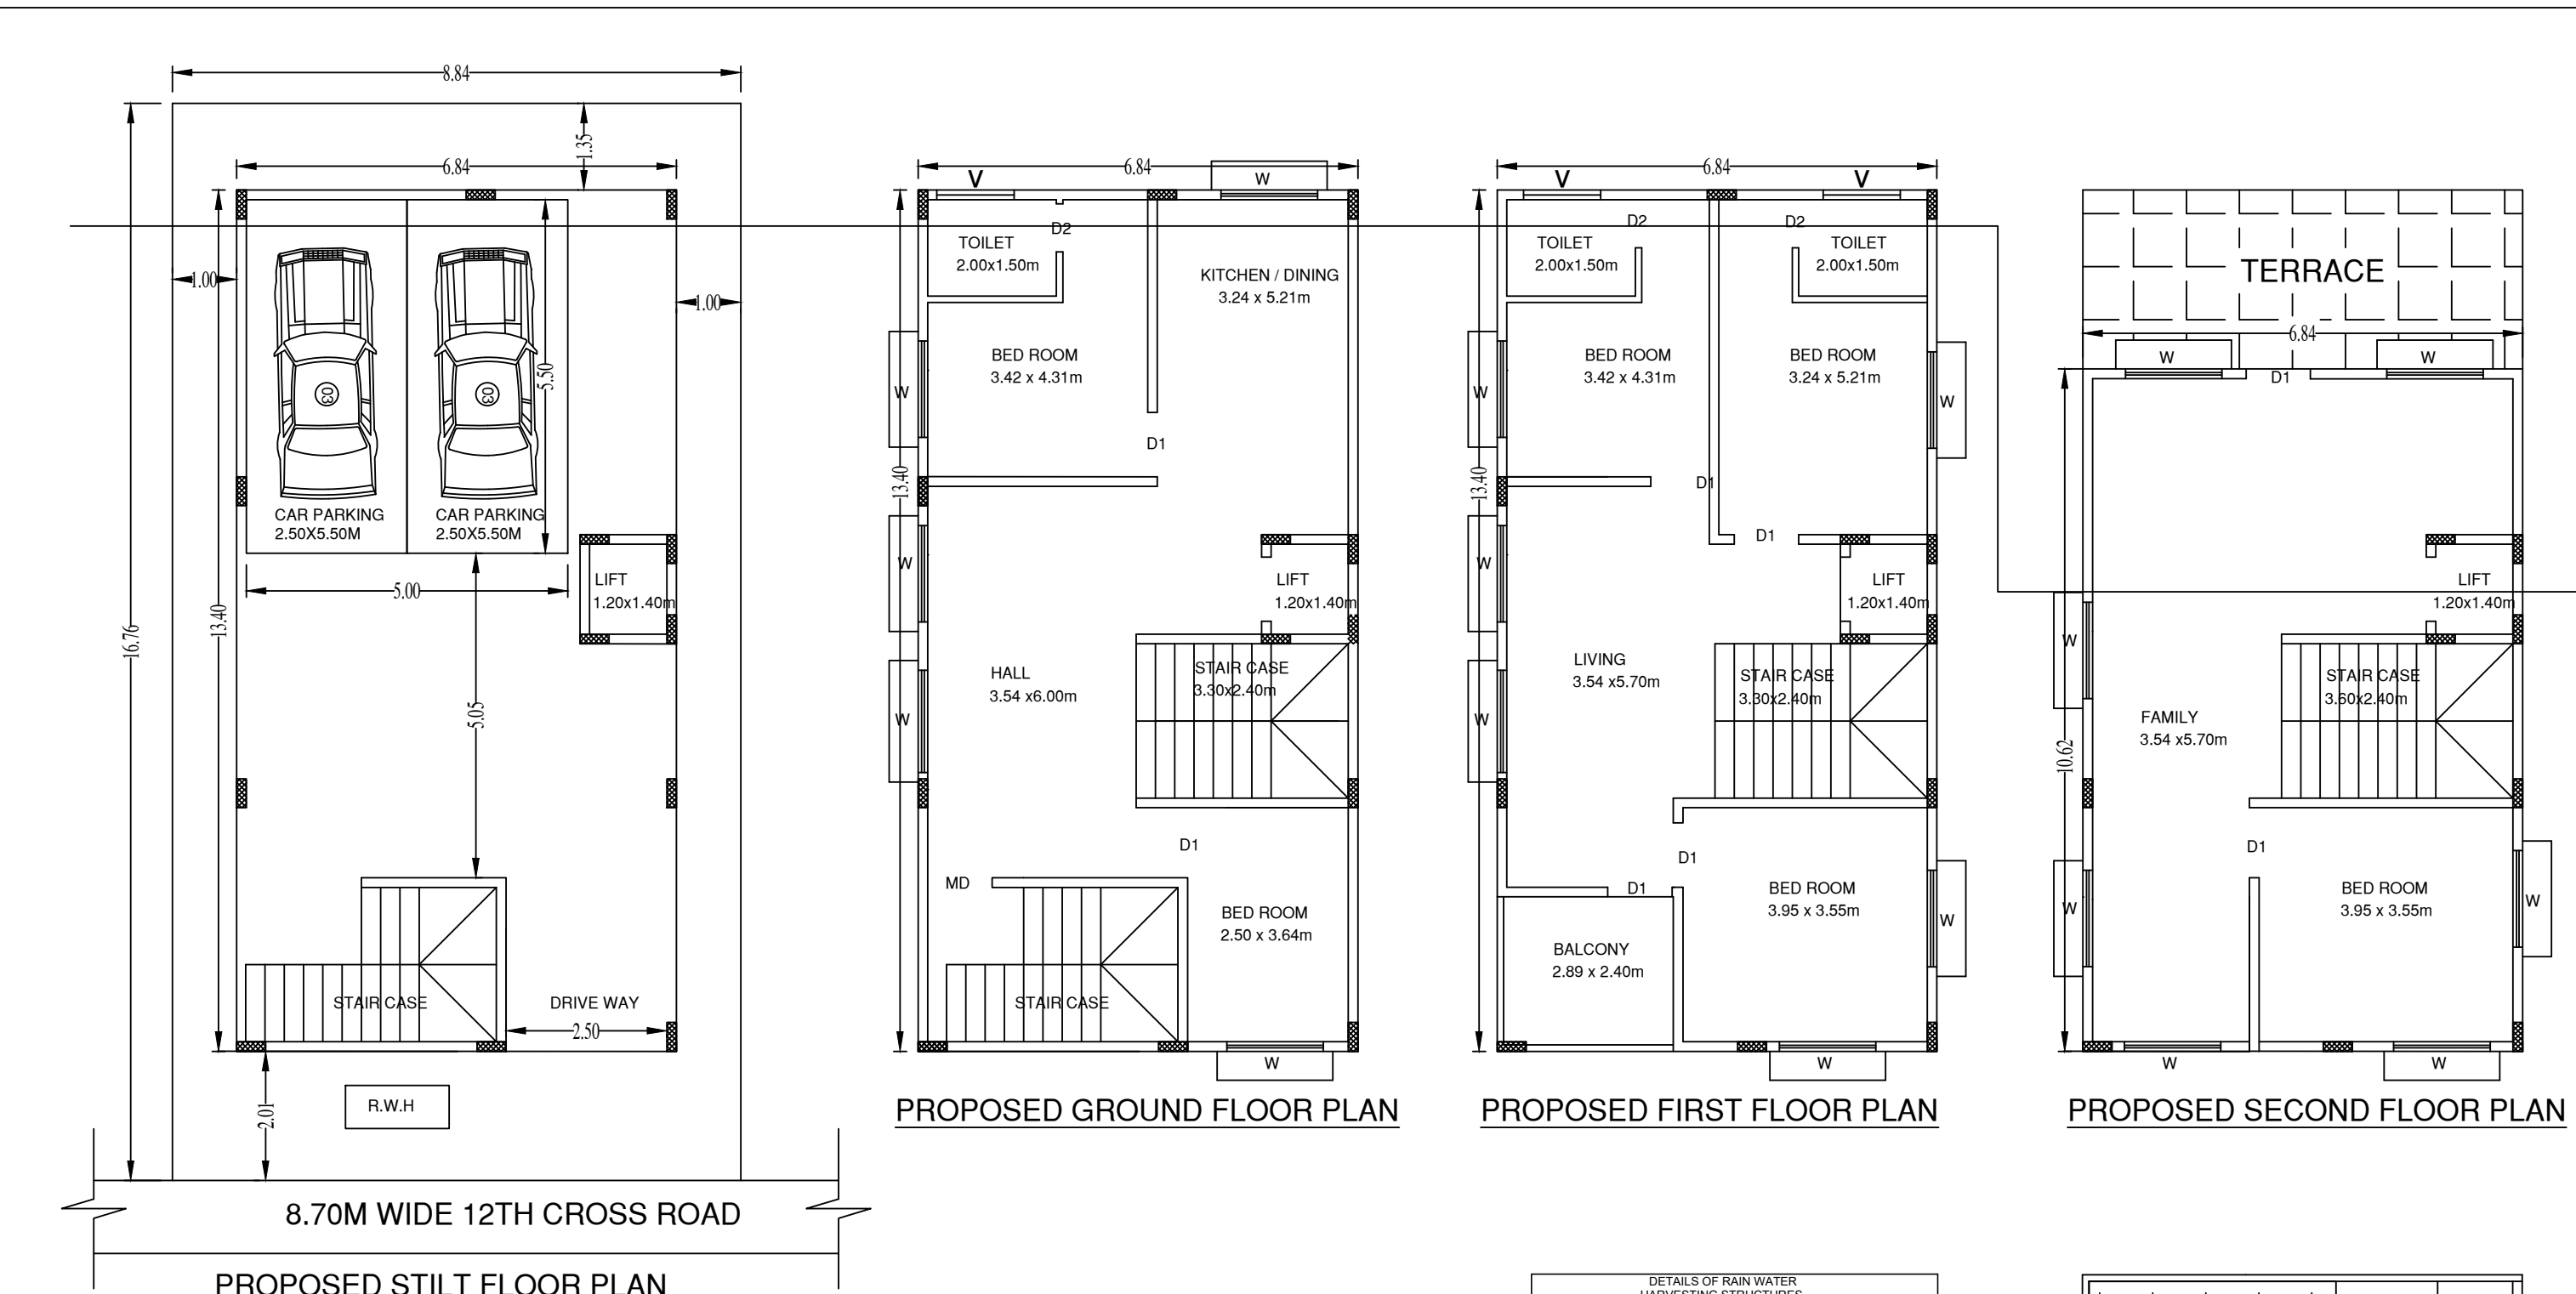 8.84
1.35
6.84
1.00
1.00
5.50
03
03
CAR PARKING
2.50X5.50M
CAR PARKING
2.50X5.50M
5.00
LIFT
1.20x1.40m
13.40
16.76
5.05
STAIR CASE
DRIVE WAY
2.50
2.01
R.W.H
8.70M WIDE 12TH CROSS ROAD
PROPOSED STILT FLOOR PLAN
6.84
V
W
D2
TOILET
2.00x1.50m
KITCHEN / DINING
3.24 x 5.21m
BED ROOM
3.42 x 4.31m
W
D1
13.40
W
LIFT
1.20x1.40m
HALL
3.54 x6.00m
STAIR CASE
3.30x2.40m
W
D1
MD
BED ROOM
2.50 x 3.64m
STAIR CASE
W
PROPOSED GROUND FLOOR PLAN
6.84
V
V
D2
D2
TOILET
2.00x1.50m
TOILET
2.00x1.50m
BED ROOM
3.42 x 4.31m
BED ROOM
3.24 x 5.21m
W
W
13.40
D1
D1
W
LIFT
1.20x1.40m
LIVING
3.54 x5.70m
STAIR CASE
3.30x2.40m
W
D1
D1
BED ROOM
3.95 x 3.55m
W
BALCONY
2.89 x 2.40m
W
PROPOSED FIRST FLOOR PLAN
TERRACE
6.84
W
W
D1
LIFT
1.20x1.40m
W
STAIR CASE
3.60x2.40m
FAMILY
3.54 x5.70m
10.62
D1
BED ROOM
3.95 x 3.55m
W
W
W
W
PROPOSED SECOND FLOOR PLAN
DETAILS OF RAIN WATER
HARVESTING STRUCTURES